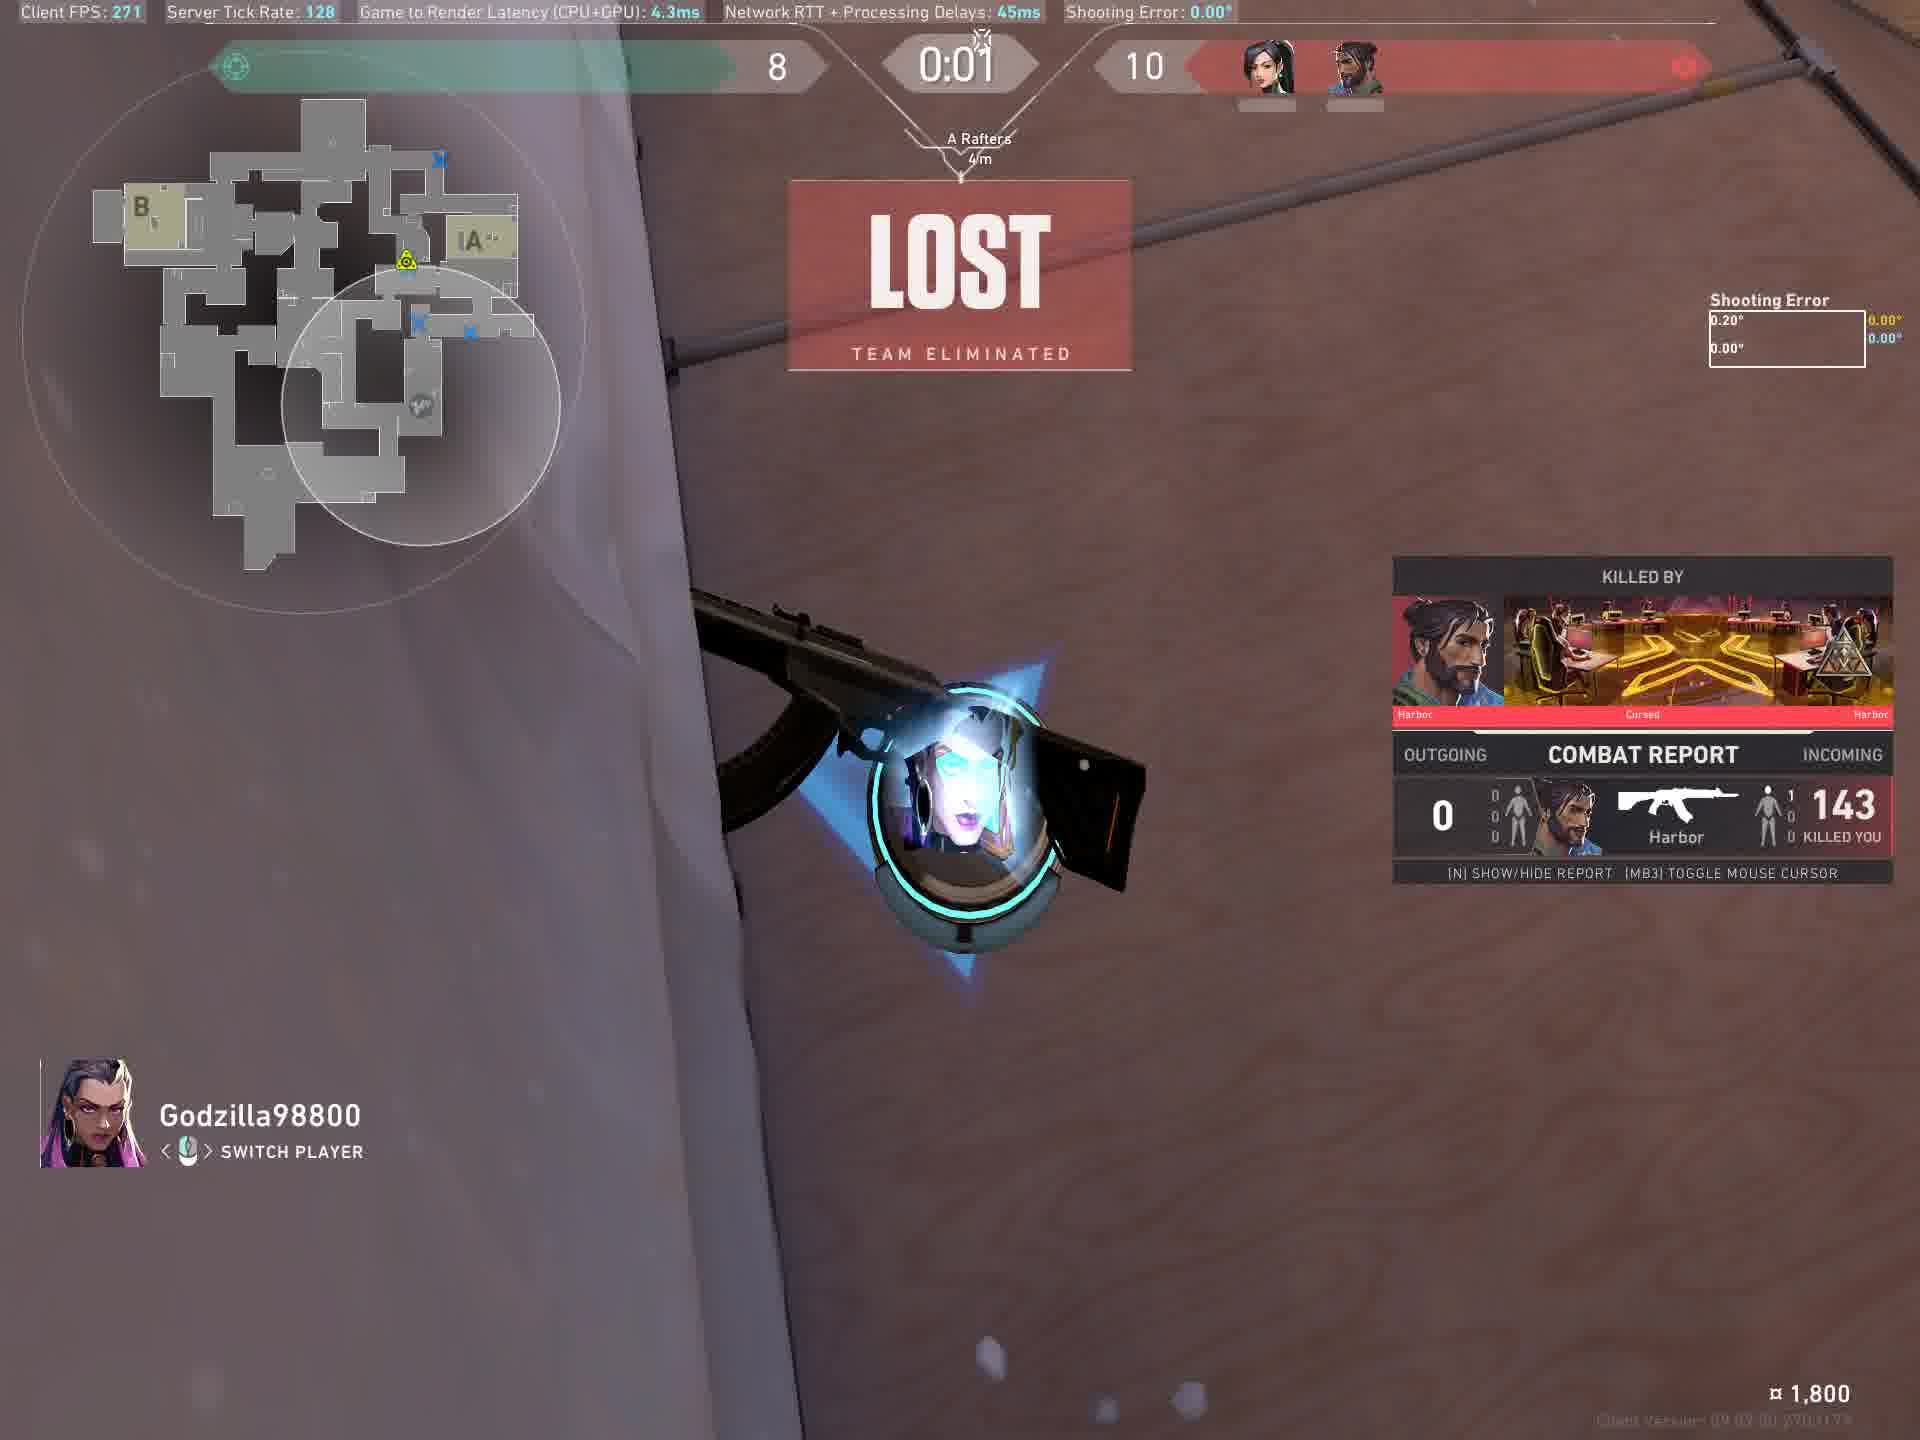 Client FPS: 271 Server Tick Rate: 128 Game to Render Latency (CPU+GPU): 4.3ms Network RTT + Processing Delays: 45ms Shooting Error: 0.00°
8 0:01 10
A Rafters
4m
B
A
LOST
TEAM ELIMINATED
Shooting Error
0.20° 0.00°
0.00°
0.00°
KILLED BY
Harbor Cursed Harbor
OUTGOING COMBAT REPORT INCOMING
0 0 0 0 Harbor 1 0 0 143 KILLED YOU
[N] SHOW/HIDE REPORT [MB3] TOGGLE MOUSE CURSOR
Godzilla98800
< > SWITCH PLAYER
¤ 1,800
Client Version: